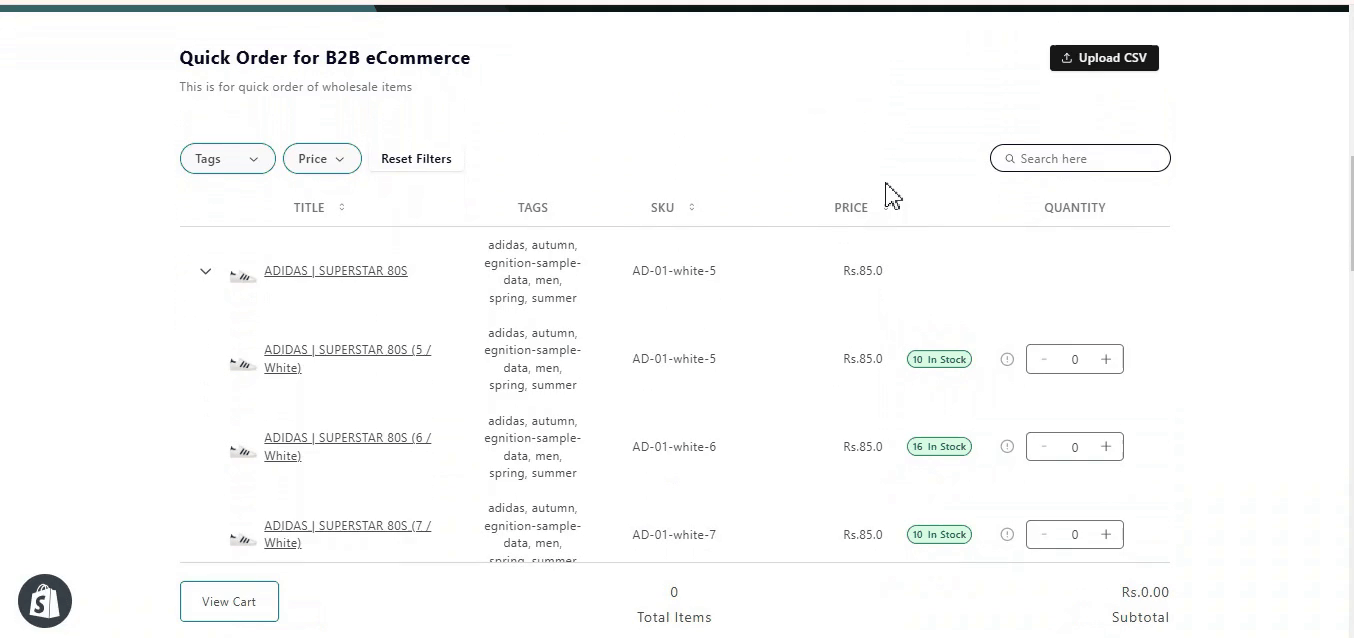 Quick Order for B2B eCommerce
Upload CSV
This is for quick order of wholesale items
Tags
Price
Reset Filters
Search here
TITLE TAGS SKU PRICE QUANTITY
ADIDAS | SUPERSTAR 80S
adidas, autumn,
egnition-sample-
data, men,
spring, summer
AD-01-white-5
Rs.85.0
ADIDAS | SUPERSTAR 80S (5 /
White)
adidas, autumn,
egnition-sample-
data, men,
spring, summer
AD-01-white-5
Rs.85.0
10 In Stock
- 0 +
ADIDAS | SUPERSTAR 80S (6 /
White)
adidas, autumn,
egnition-sample-
data, men,
spring, summer
AD-01-white-6
Rs.85.0
16 In Stock
- 0 +
ADIDAS | SUPERSTAR 80S (7 /
White)
adidas, autumn,
egnition-sample-
data, men,
spring, summer
AD-01-white-7
Rs.85.0
10 In Stock
- 0 +
View Cart
0
Total Items
Rs.0.00
Subtotal